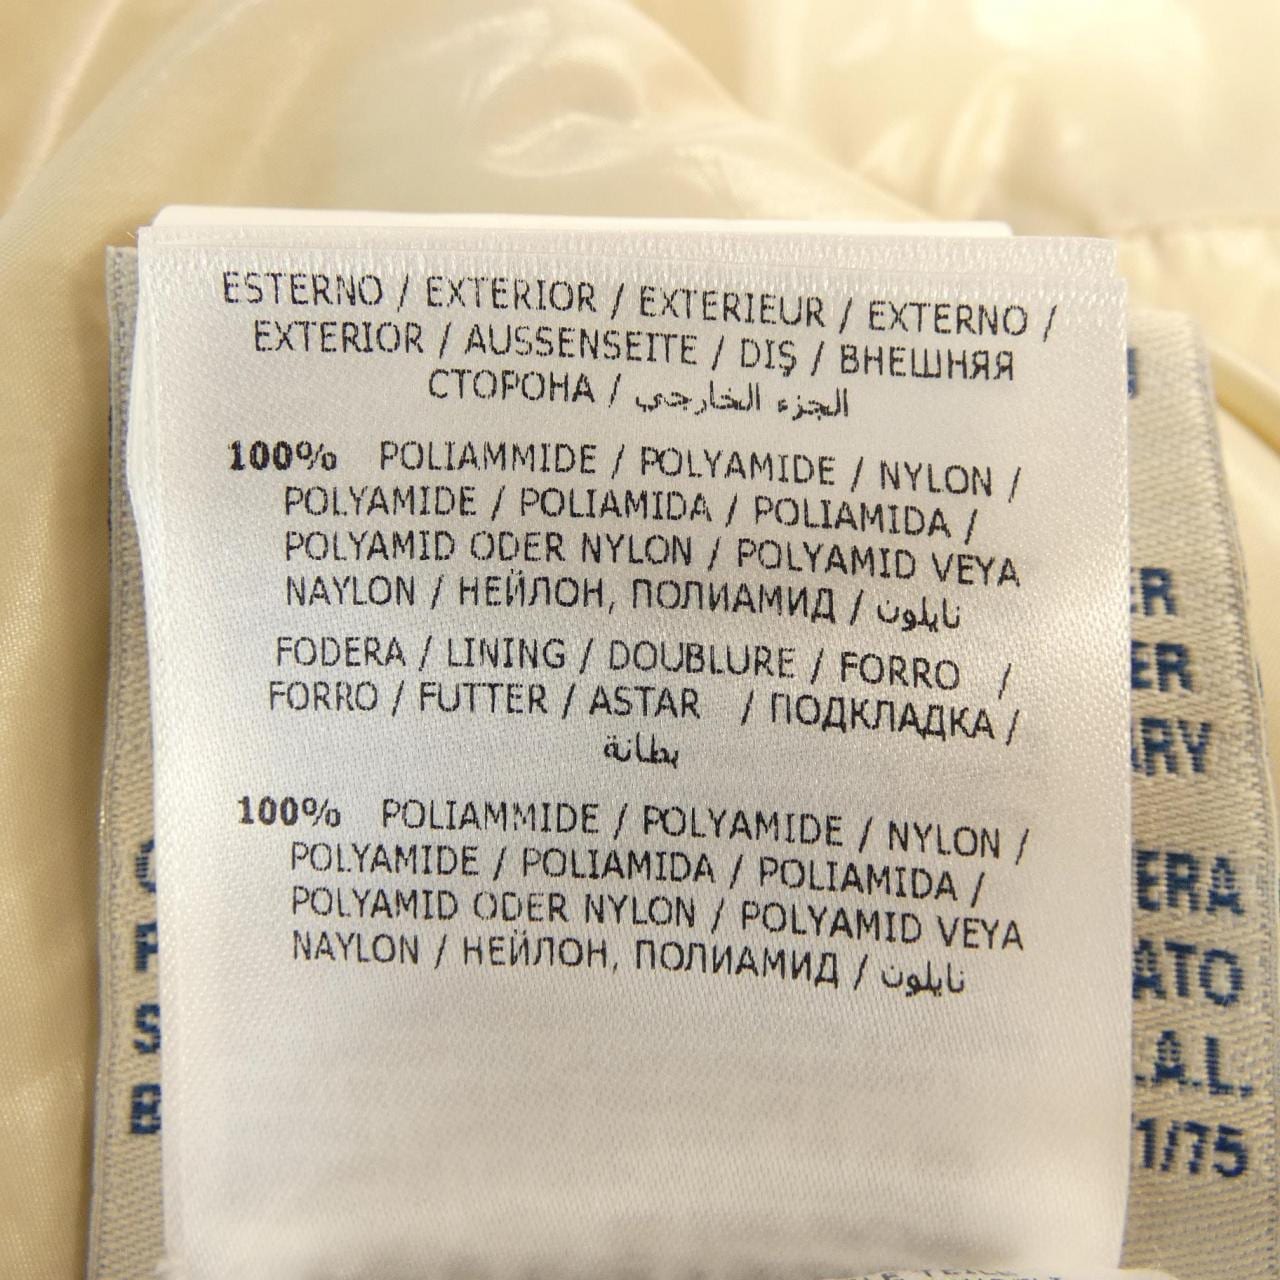 ESTERNO / EXTERIOR / EXTERIEUR / EXTERNO /
EXTERIOR / AUSSENSEITE / DIŞ / ВНЕШНЯЯ
СТОРОНА / الجزء الخارجي
100% POLIAMMIDE / POLYAMIDE / NYLON /
POLYAMIDE / POLIAMIDA / POLIAMIDA /
POLYAMID ODER NYLON / POLYAMID VEYA
NAYLON / НЕЙЛОН, ПОЛИАМИД / نايلون
FODERA / LINING / DOUBLURE / FORRO /
FORRO / FUTTER / ASTAR / ПОДКЛАДКА /
بطانة
100% POLIAMMIDE / POLYAMIDE / NYLON /
POLYAMIDE / POLIAMIDA / POLIAMIDA /
POLYAMID ODER NYLON / POLYAMID VEYA
NAYLON / НЕЙЛОН, ПОЛИАМИД / نايلون
ER
ER
ARY
ERA
ATO
.A.L.
1/75